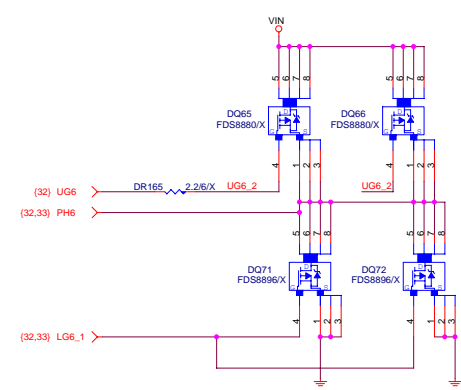 VIN
5 6 7 8
5 6 7 8
DQ65
FDS8880/X
DQ66
FDS8880/X
D
G S
D
G S
4 1 2 3
4 1 2 3
{32} UG6
DR165 2.2/6/X
UG6_2
UG6_2
{32,33} PH6
5 6 7 8
5 6 7 8
DQ71
FDS8896/X
DQ72
FDS8896/X
D
G S
D
G S
4 1 2 3
4 1 2 3
{32,33} LG6_1